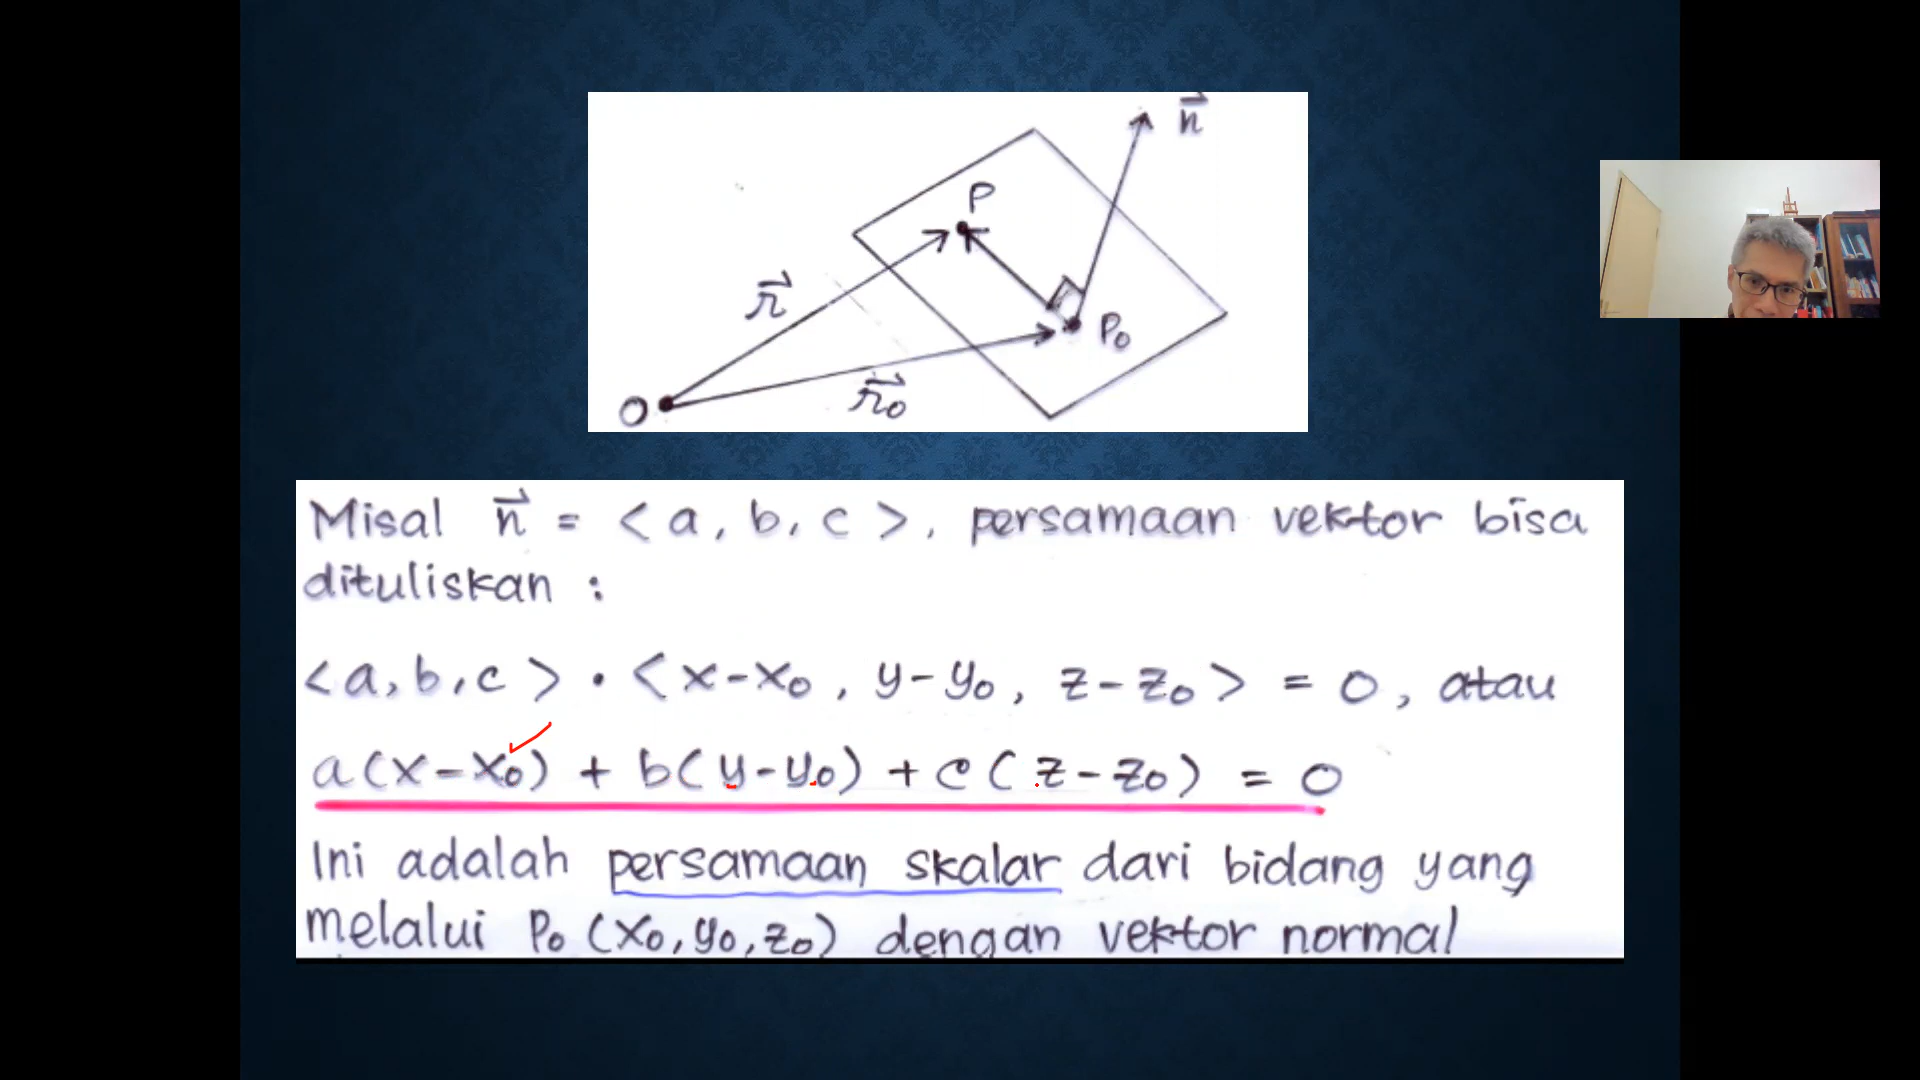 n⃗
P
r⃗
P₀
r⃗₀
O
Misal n⃗ = < a, b, c >, persamaan vektor bisa
dituliskan :
< a, b, c > • < x - x₀, y - y₀, z - z₀ > = 0, atau
a(x - x₀) + b(y - y₀) + c(z - z₀) = 0
Ini adalah persamaan skalar dari bidang yang
melalui P₀ (x₀, y₀, z₀) dengan vektor normal